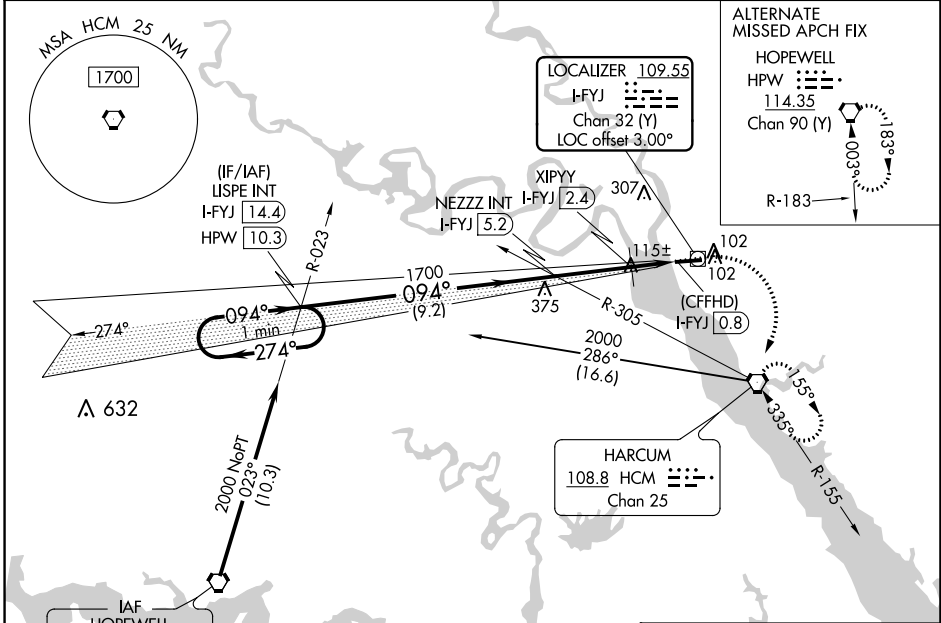 MSA HCM 25 NM
1700
ALTERNATE
MISSED APCH FIX
HOPEWELL
HPW
114.35
Chan 90 (Y)
183°
003°
R-183
LOCALIZER 109.55
I-FYJ
Chan 32 (Y)
LOC offset 3.00°
(IF/IAF)
LISPE INT
I-FYJ 14.4
HPW 10.3
R-023
NEZZZ INT
I-FYJ 5.2
XIPYY
I-FYJ 2.4
307
115±
102
102
(CFFHD)
I-FYJ 0.8
1700
094°
(9.2)
375
R-305
274°
094°
1 min
274°
2000
286°
(16.6)
632
2000 NoPT
023°
(10.3)
155°
335°
R-155
HARCUM
108.8 HCM
Chan 25
IAF
HOPEWELL